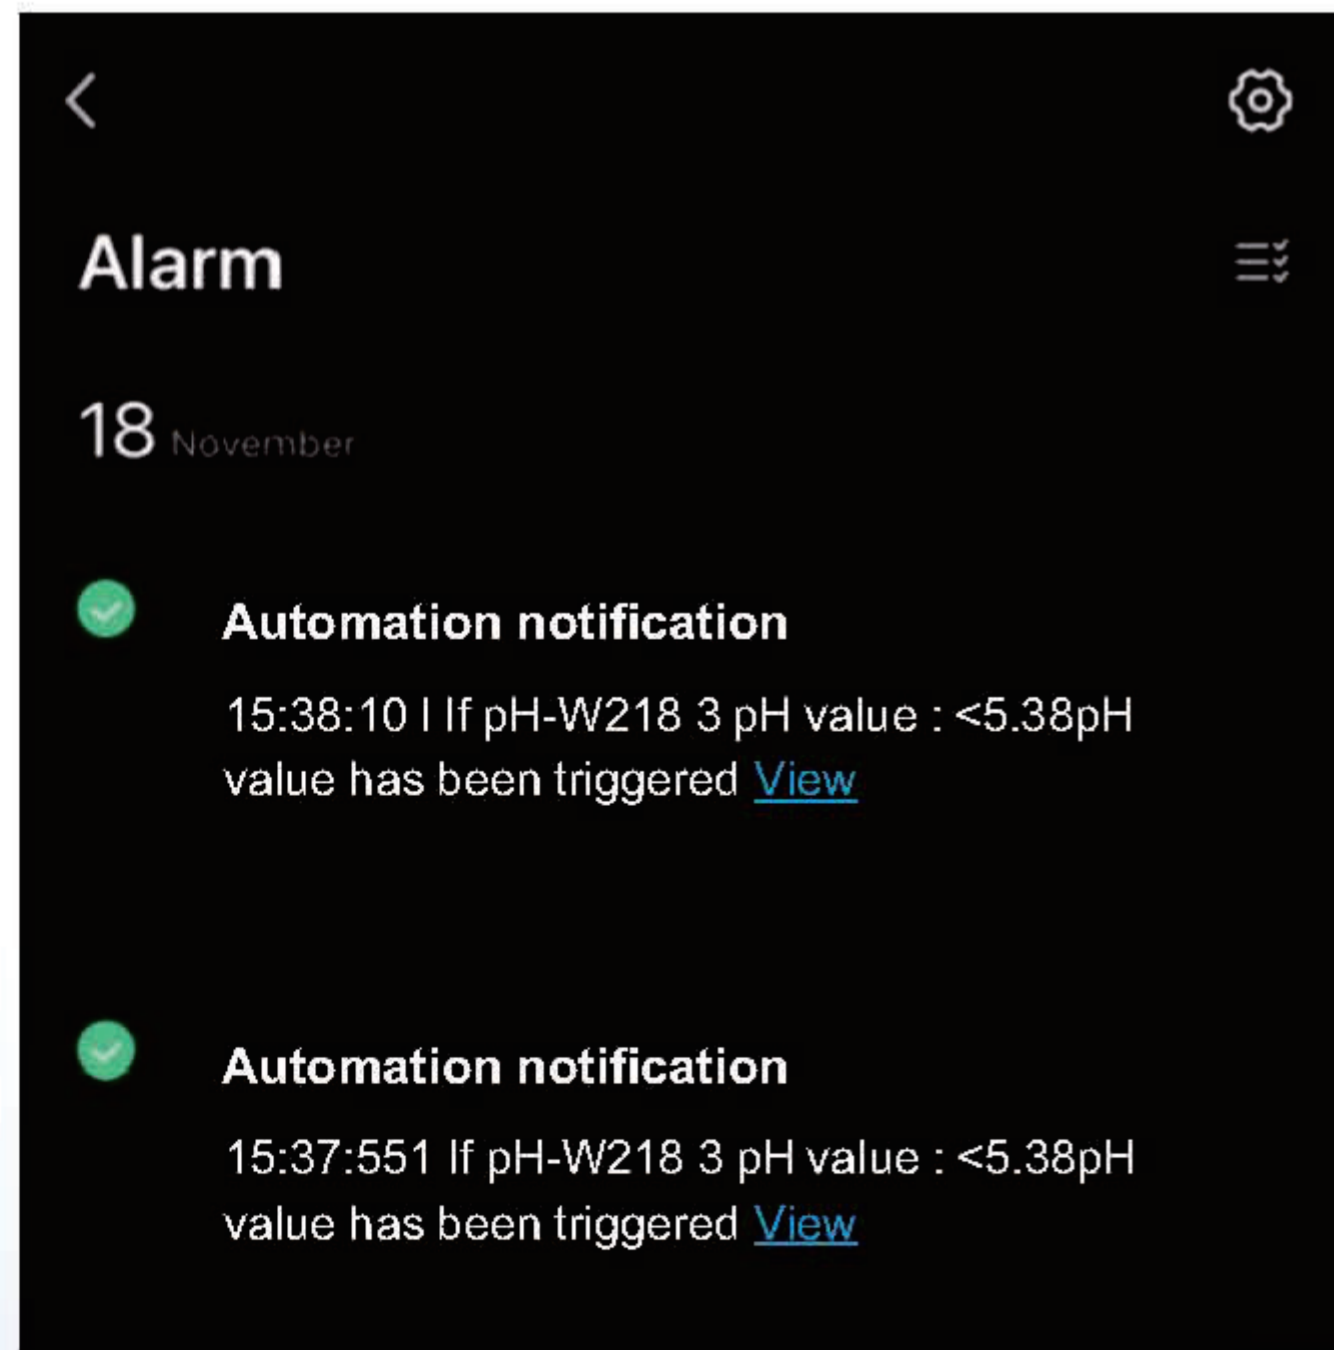 Alarm
18 November
Automation notification
15:38:10 I If pH-W218 3 pH value : <5.38pH
value has been triggered View
Automation notification
15:37:551 If pH-W218 3 pH value : <5.38pH
value has been triggered View